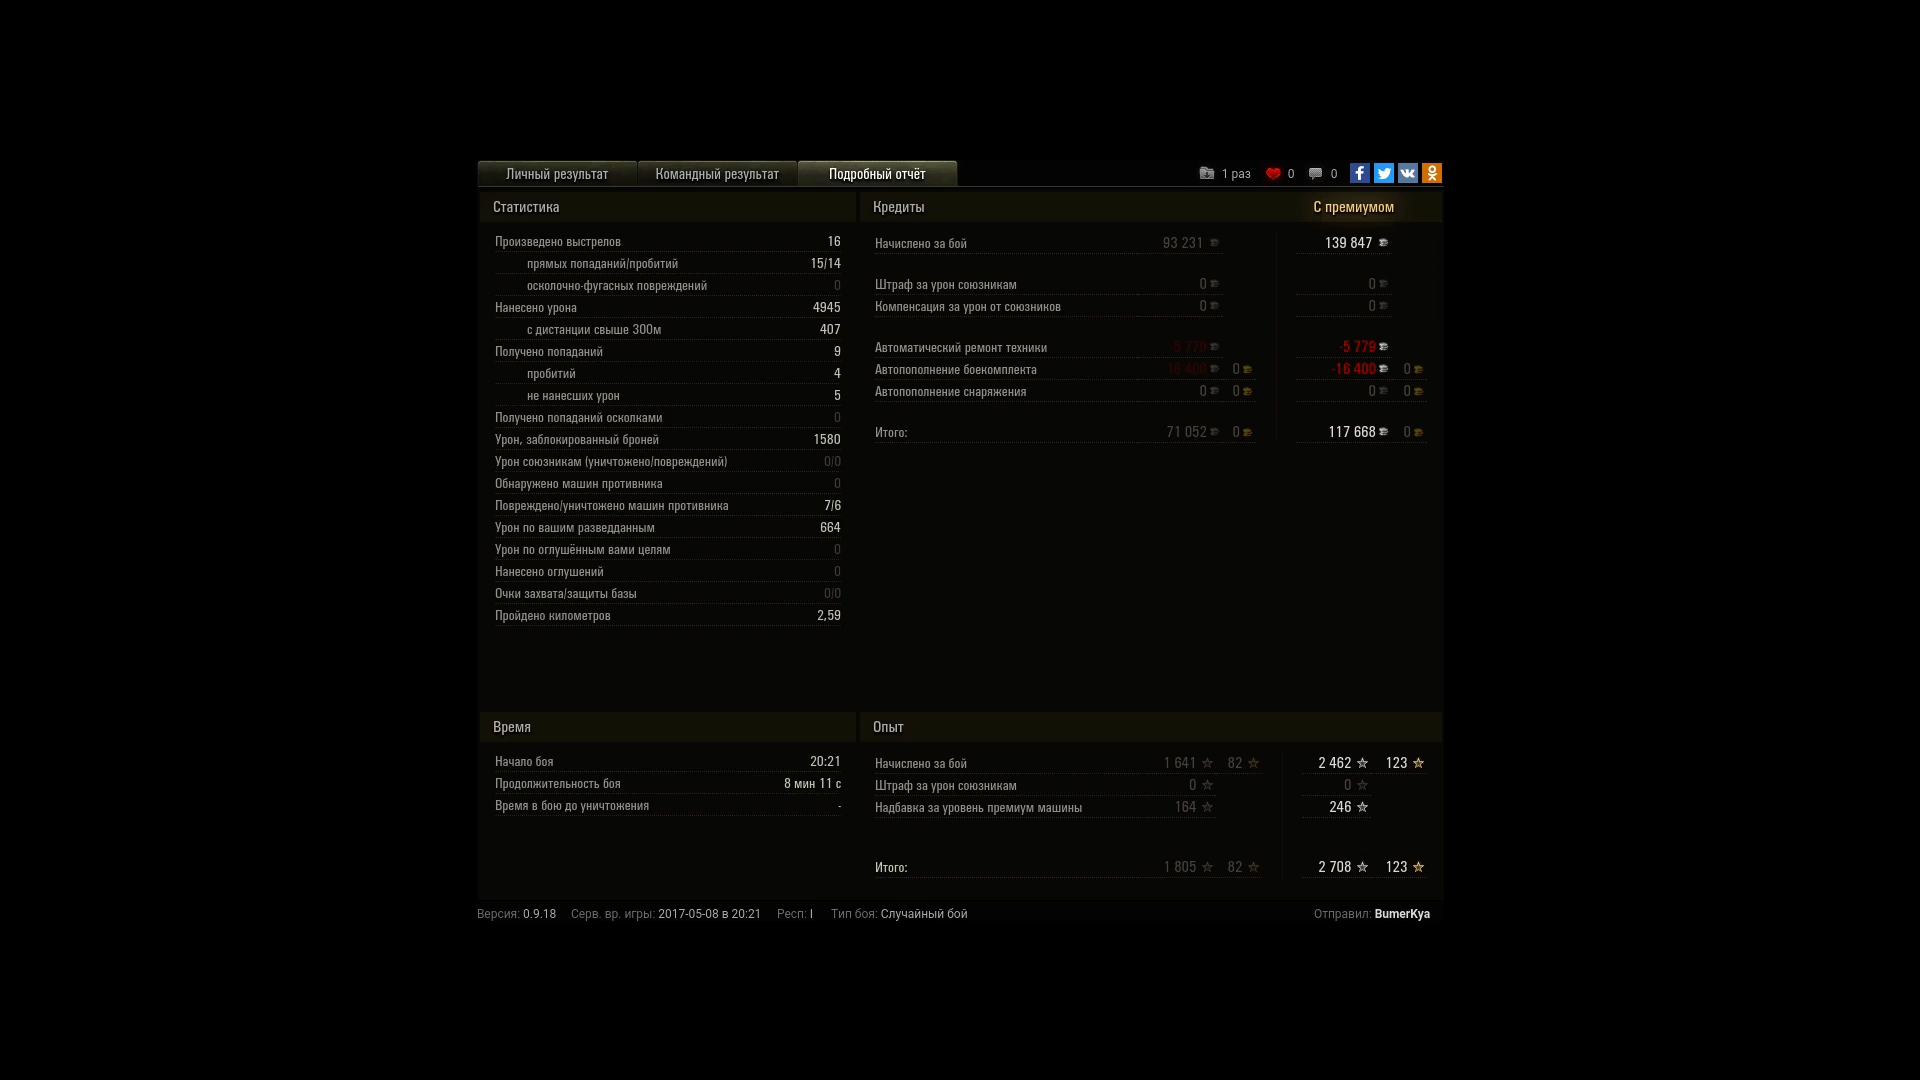 Личный результат Командный результат Подробный отчёт 1 раз 0 0
Статистика
Произведено выстрелов 16
прямых попаданий/пробитий 15/14
осколочно-фугасных повреждений 0
Нанесено урона 4945
с дистанции свыше 300м 407
Получено попаданий 9
пробитий 4
не нанесших урон 5
Получено попаданий осколками 0
Урон, заблокированный броней 1580
Урон союзникам (уничтожено/повреждений) 0/0
Обнаружено машин противника 0
Повреждено/уничтожено машин противника 7/6
Урон по вашим разведданным 664
Урон по оглушённым вами целям 0
Нанесено оглушений 0
Очки захвата/защиты базы 0/0
Пройдено километров 2,59
Кредиты С премиумом
Начислено за бой 93 231 139 847
Штраф за урон союзникам 0 0
Компенсация за урон от союзников 0 0
Автоматический ремонт техники -5 779 -5 779
Автопополнение боекомплекта -16 400 0 -16 400 0
Автопополнение снаряжения 0 0 0 0
Итого: 71 052 0 117 668 0
Время
Начало боя 20:21
Продолжительность боя 8 мин 11 с
Время в бою до уничтожения -
Опыт
Начислено за бой 1 641 82 2 462 123
Штраф за урон союзникам 0 0
Надбавка за уровень премиум машины 164 246
Итого: 1 805 82 2 708 123
Версия: 0.9.18 Серв. вр. игры: 2017-05-08 в 20:21 Респ: I Тип боя: Случайный бой Отправил: BumerKya